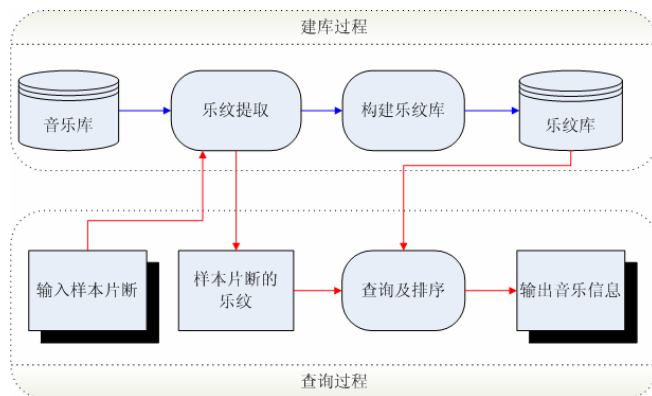 建库过程
音乐库
乐纹提取
构建乐纹库
乐纹库
输入样本片断
样本片断的
乐纹
查询及排序
输出音乐信息
查询过程